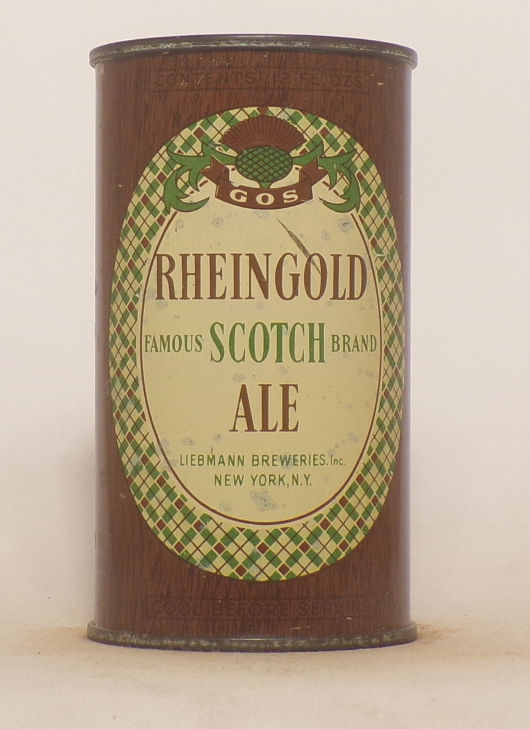 CONTENTS 12 FL. OZS.
GOS
RHEINGOLD
FAMOUS SCOTCH BRAND
ALE
LIEBMANN BREWERIES. Inc.
NEW YORK, N.Y.
COOL BEFORE SERVING